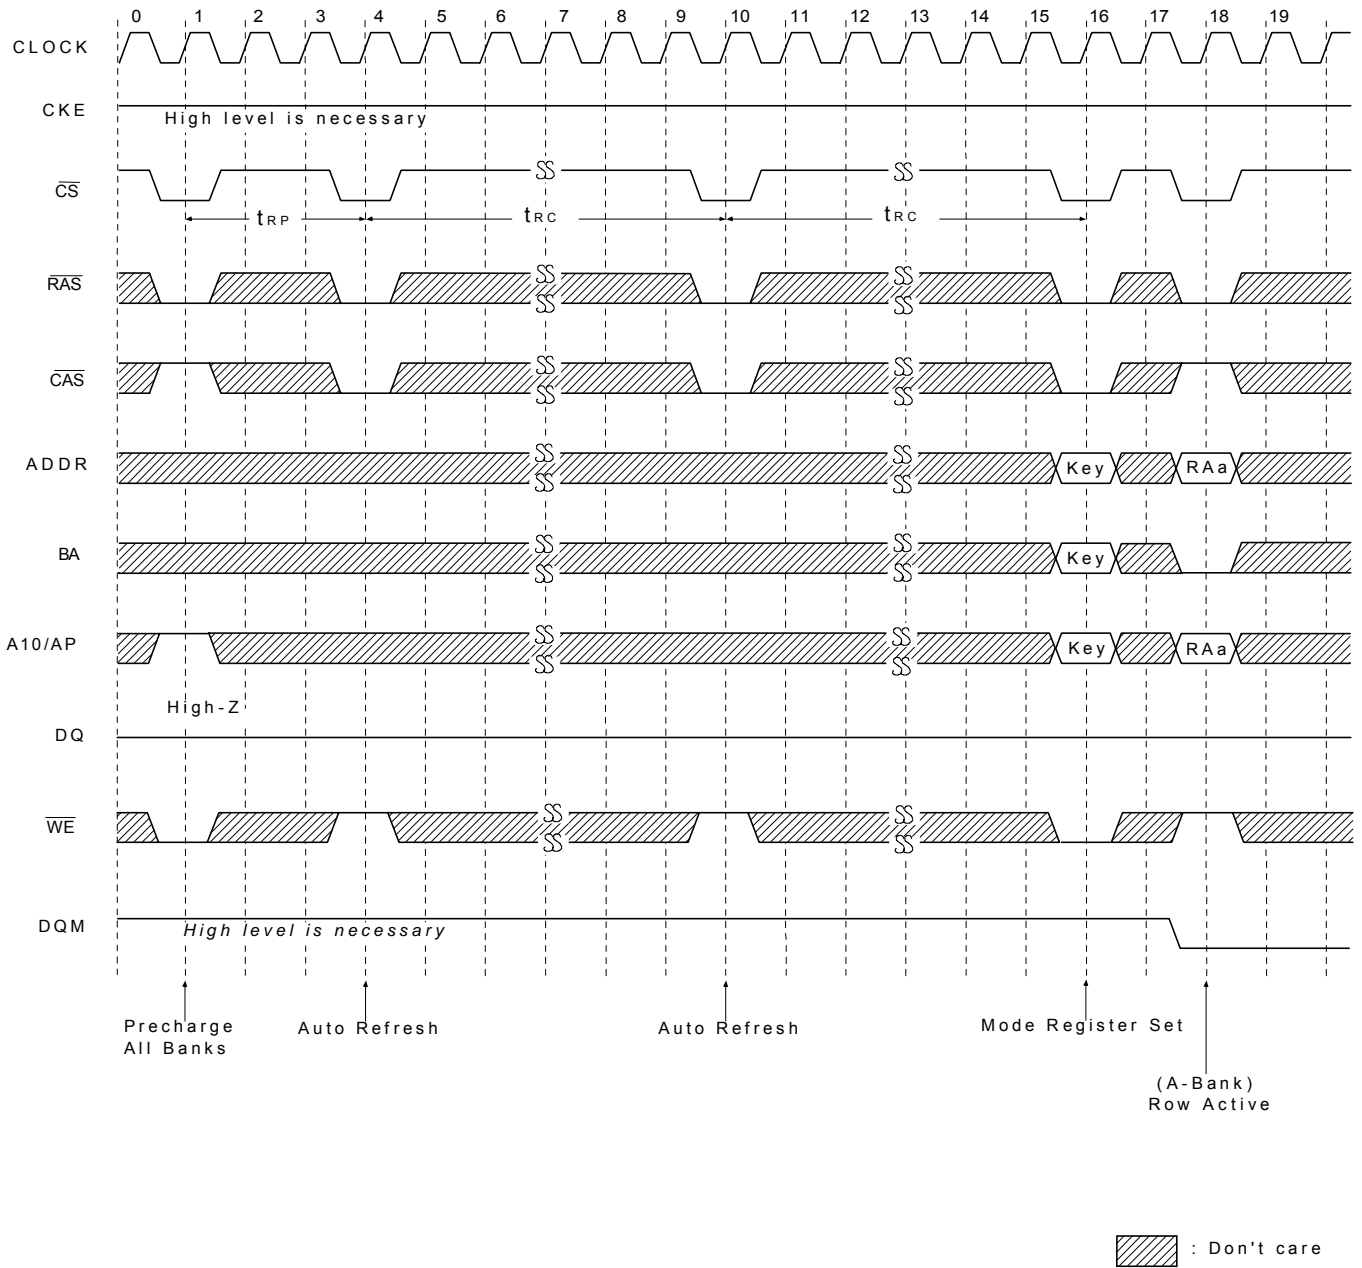 0 1 2 3 4 5 6 7 8 9 10 11 12 13 14 15 16 17 18 19
CLOCK
CKE
High level is necessary
CS
tRP tRC tRC
RAS
CAS
ADDR Key RAa
BA Key
A10/AP Key RAa
High-Z
DQ
WE
DQM
High level is necessary
Precharge
All Banks
Auto Refresh
Auto Refresh
Mode Register Set
(A-Bank)
Row Active
: Don't care